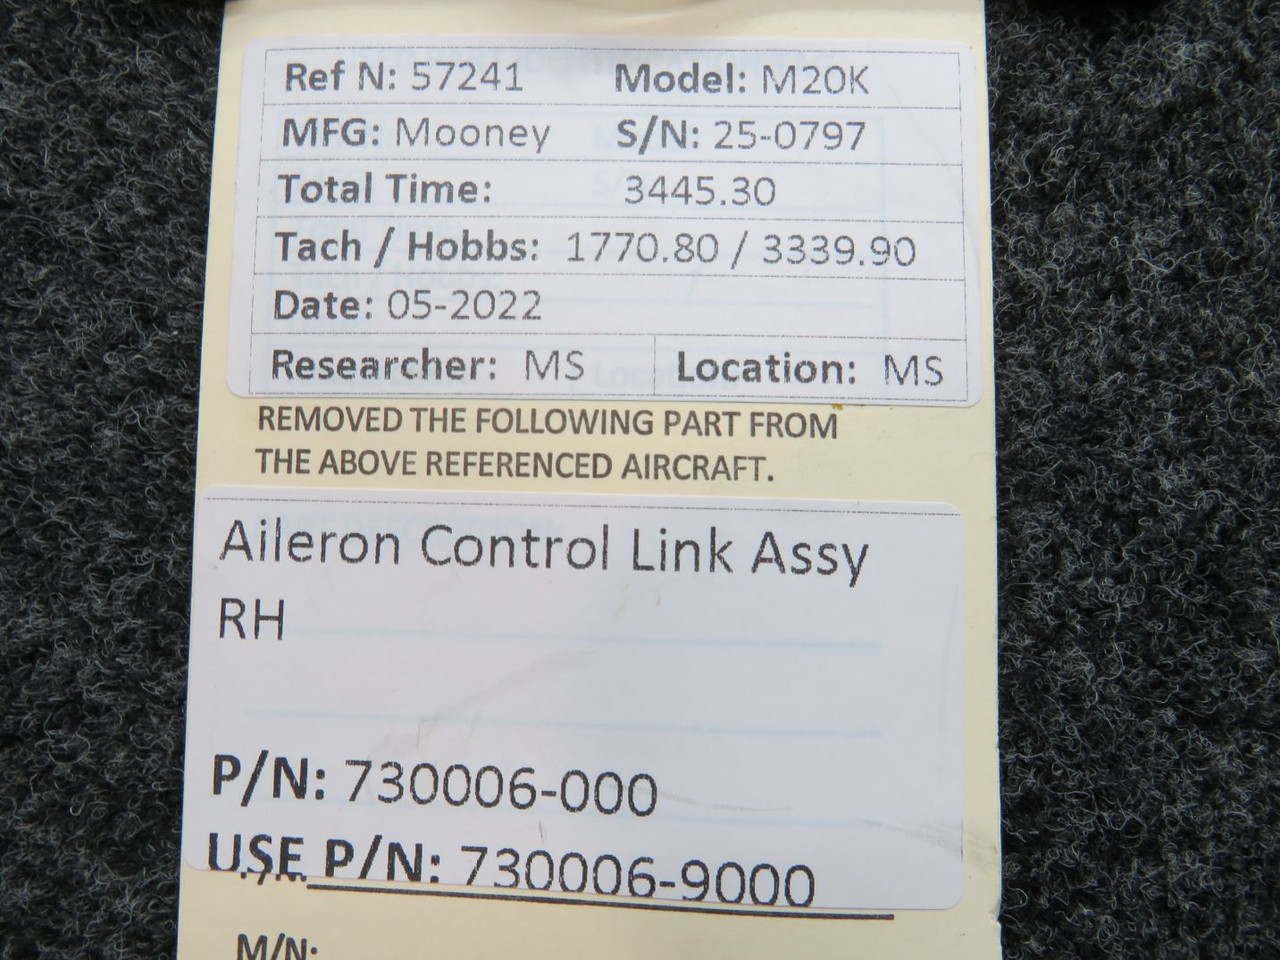 Ref N: 57241 Model: M20K
MFG: Mooney S/N: 25-0797
Total Time: 3445.30
Tach / Hobbs: 1770.80 / 3339.90
Date: 05-2022
Researcher: MS Location: MS
REMOVED THE FOLLOWING PART FROM
THE ABOVE REFERENCED AIRCRAFT.
Aileron Control Link Assy
RH
P/N: 730006-000
USE P/N: 730006-9000
M/N: